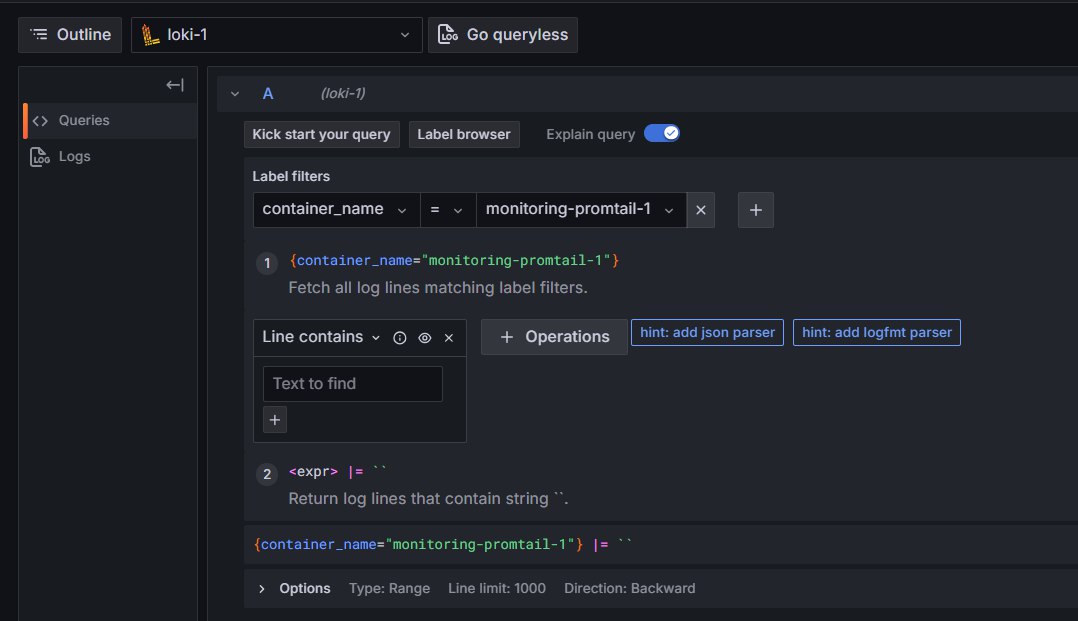 Outline loki-1 Go queryless
Queries
Logs
A (loki-1)
Kick start your query Label browser Explain query
Label filters
container_name = monitoring-promtail-1
1 {container_name="monitoring-promtail-1"}
Fetch all log lines matching label filters.
Line contains + Operations hint: add json parser hint: add logfmt parser
Text to find
+
2 <expr> |= ``
Return log lines that contain string ``.
{container_name="monitoring-promtail-1"} |= ``
Options Type: Range Line limit: 1000 Direction: Backward